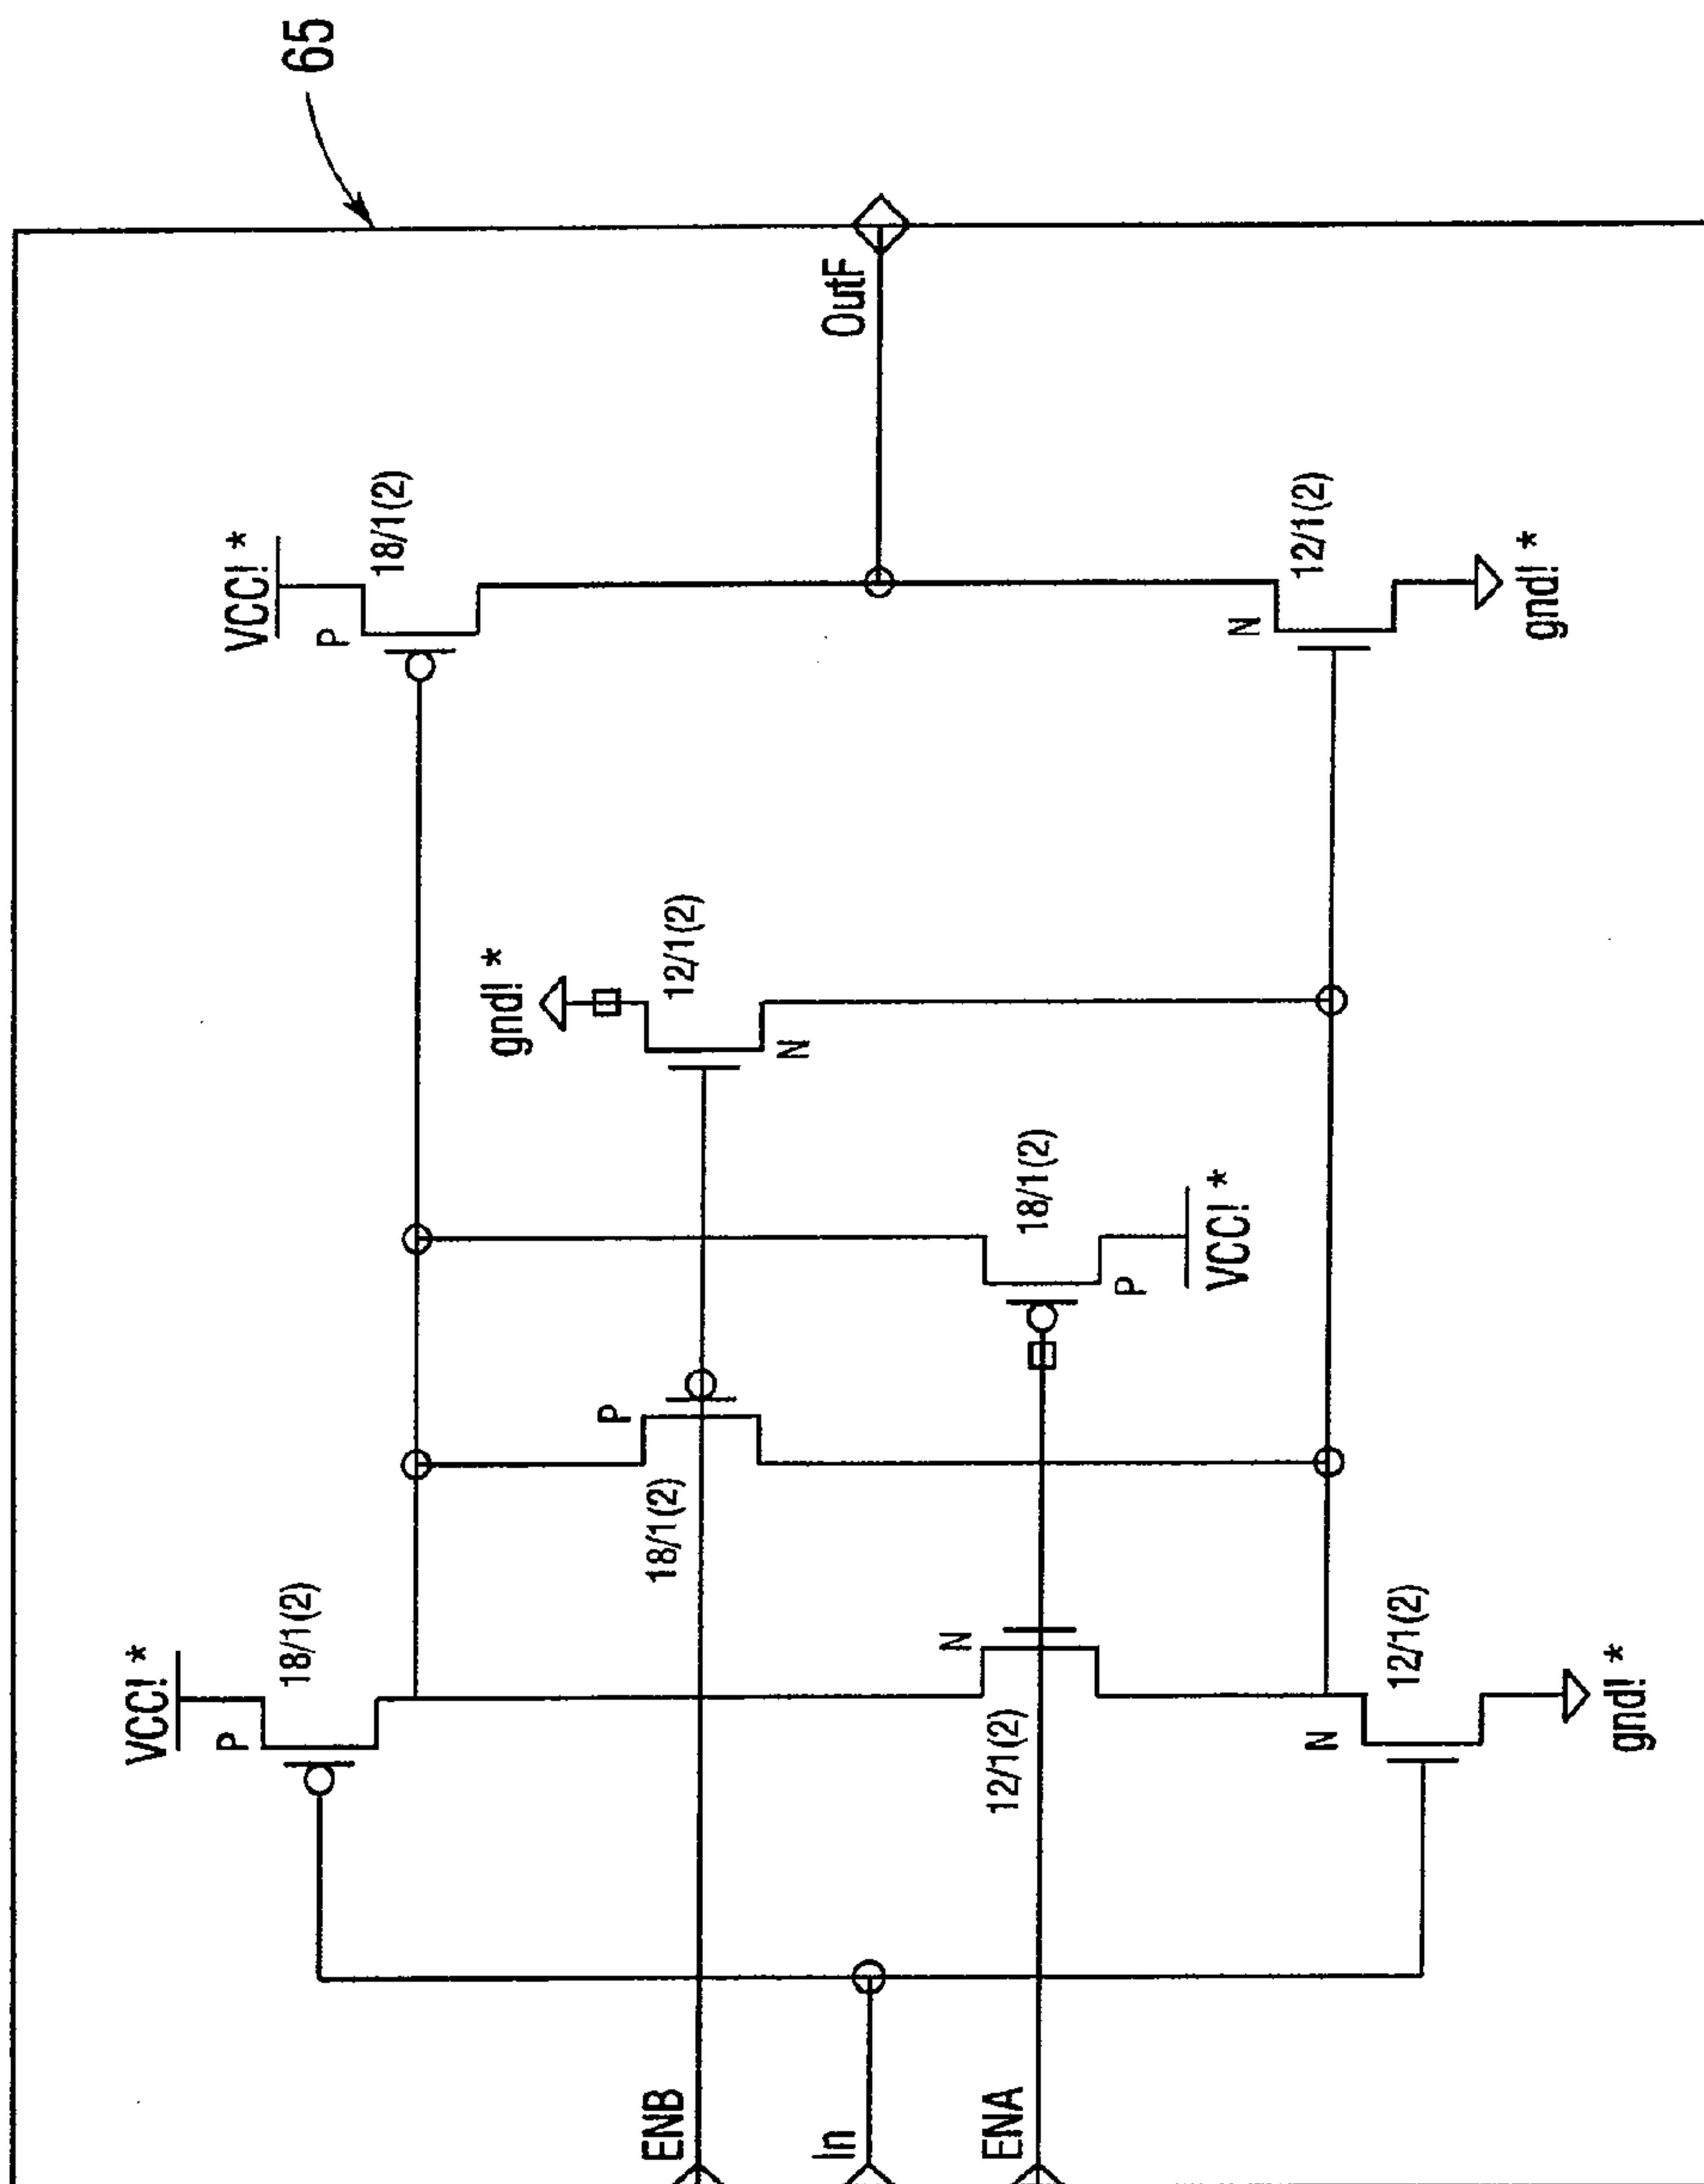 65
VCC! *
P
18/1(2)
VCC! *
P
18/1(2)
gnd! *
12/1(2)
N
P
18/1(2)
ENB
OutF
In
18/1(2)
P
VCC! *
N
12/1(2)
ENA
N
12/1(2)
gnd! *
N
12/1(2)
gnd! *